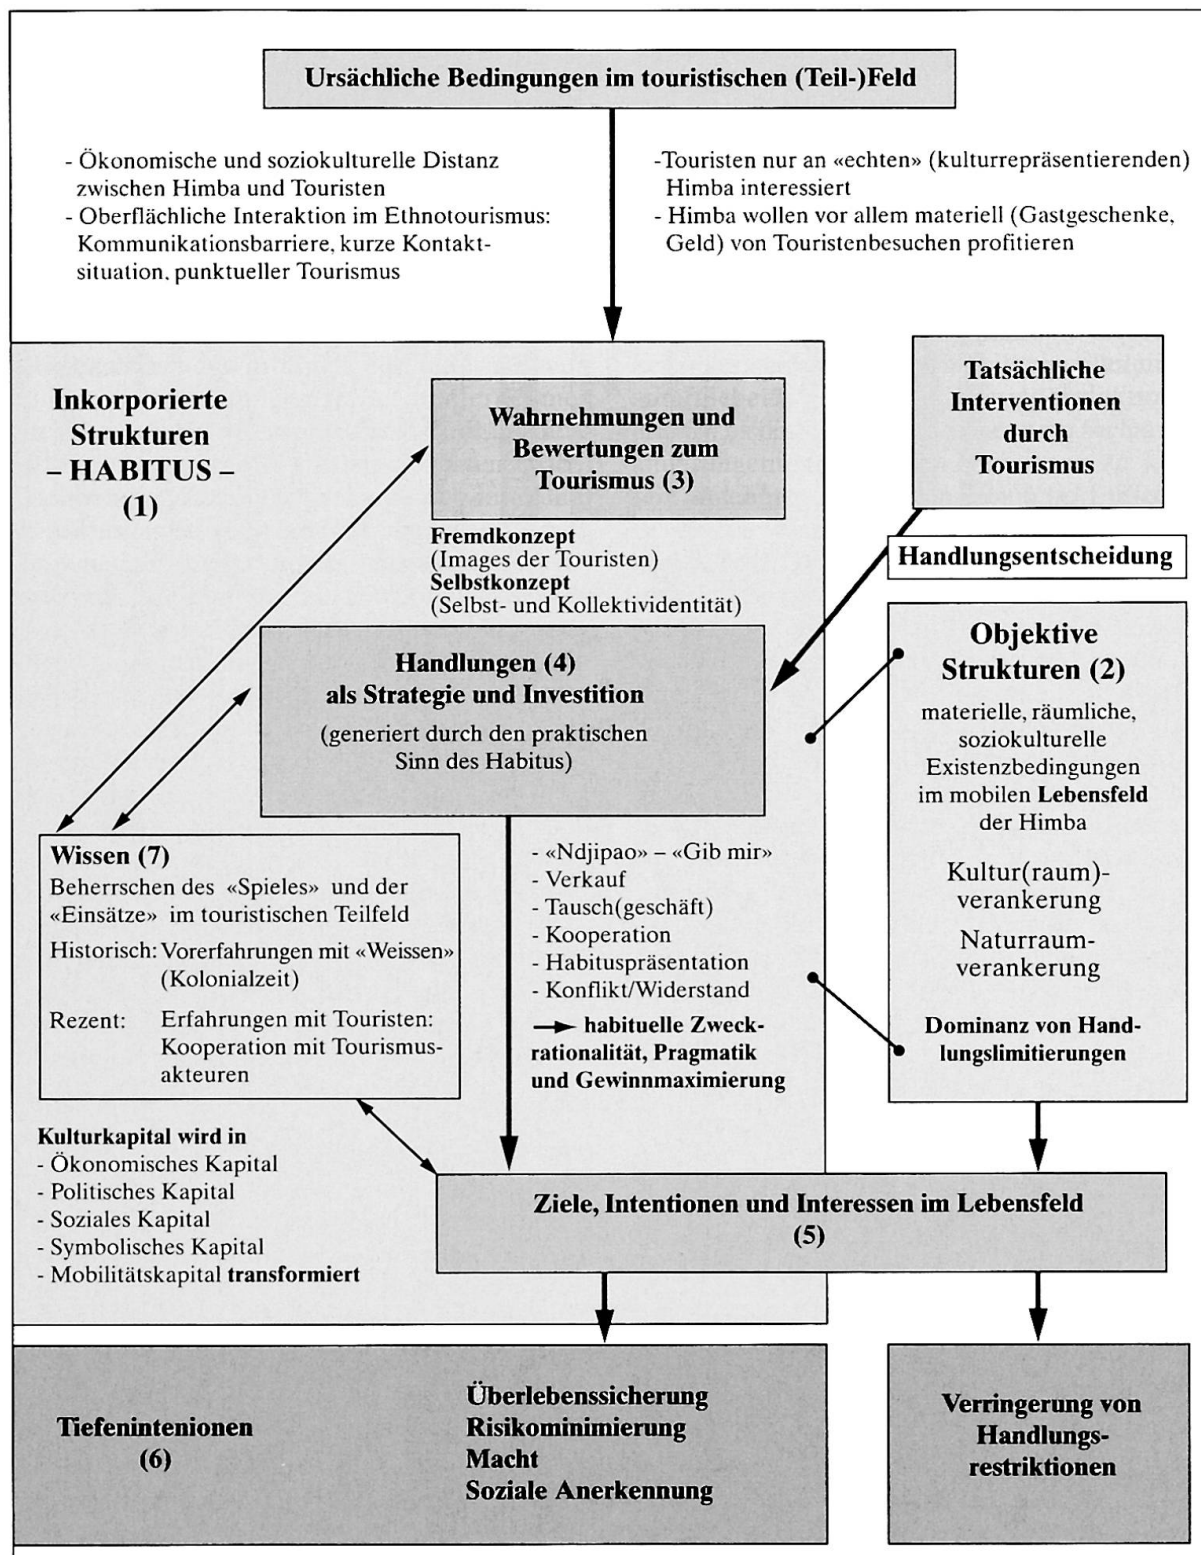 Ursächliche Bedingungen im touristischen (Teil-)Feld
- Ökonomische und soziokulturelle Distanz
zwischen Himba und Touristen
- Oberflächliche Interaktion im Ethnotourismus:
Kommunikationsbarriere, kurze Kontakt-
situation, punktueller Tourismus
-Touristen nur an «echten» (kulturrepräsentierenden)
Himba interessiert
- Himba wollen vor allem materiell (Gastgeschenke,
Geld) von Touristenbesuchen profitieren
Inkorporierte
Strukturen
– HABITUS –
(1)
Wahrnehmungen und
Bewertungen zum
Tourismus (3)
Fremdkonzept
(Images der Touristen)
Selbstkonzept
(Selbst- und Kollektividentität)
Tatsächliche
Interventionen
durch
Tourismus
Handlungsentscheidung
Handlungen (4)
als Strategie und Investition
(generiert durch den praktischen
Sinn des Habitus)
Objektive
Strukturen (2)
materielle, räumliche,
soziokulturelle
Existenzbedingungen
im mobilen Lebensfeld
der Himba
Kultur(raum)-
verankerung
Naturraum-
verankerung
Dominanz von Hand-
lungslimitierungen
Wissen (7)
Beherrschen des «Spieles» und der
«Einsätze» im touristischen Teilfeld
Historisch: Vorerfahrungen mit «Weissen»
(Kolonialzeit)
Rezent: Erfahrungen mit Touristen:
Kooperation mit Tourismus-
akteuren
- «Ndjipao» – «Gib mir»
- Verkauf
- Tausch(geschäft)
- Kooperation
- Habituspräsentation
- Konflikt/Widerstand
habituelle Zweck-
rationalität, Pragmatik
und Gewinnmaximierung
Kulturkapital wird in
- Ökonomisches Kapital
- Politisches Kapital
- Soziales Kapital
- Symbolisches Kapital
- Mobilitätskapital transformiert
Ziele, Intentionen und Interessen im Lebensfeld
(5)
Tiefenintenionen
(6)
Überlebenssicherung
Risikominimierung
Macht
Soziale Anerkennung
Verringerung von
Handlungs-
restriktionen